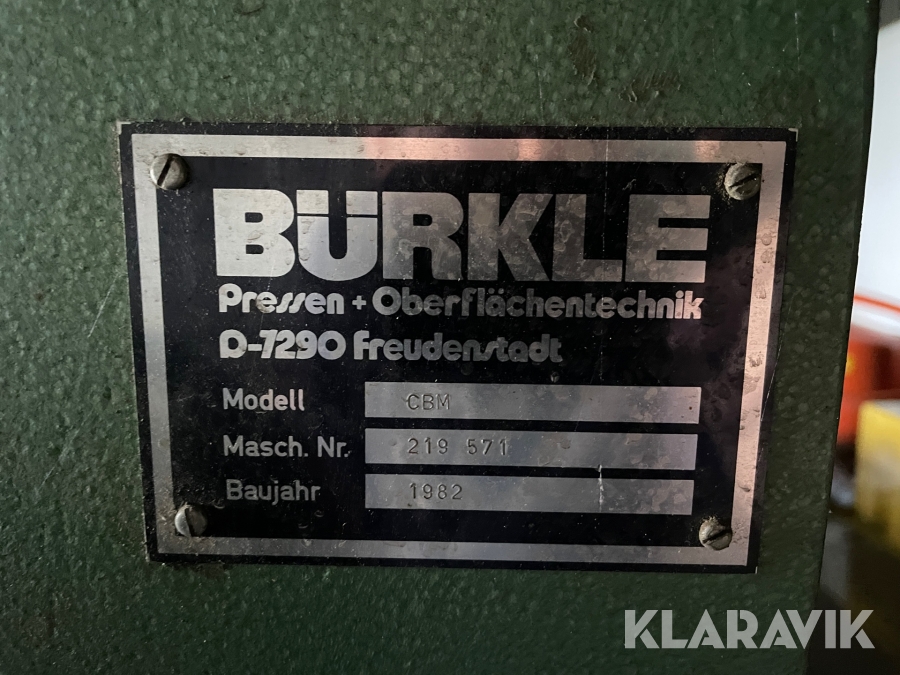 BÜRKLE
Pressen + Oberflächentechnik
D-7290 Freudenstadt
Modell CBM
Masch. Nr. 219 571
Baujahr 1982
KLARAVIK